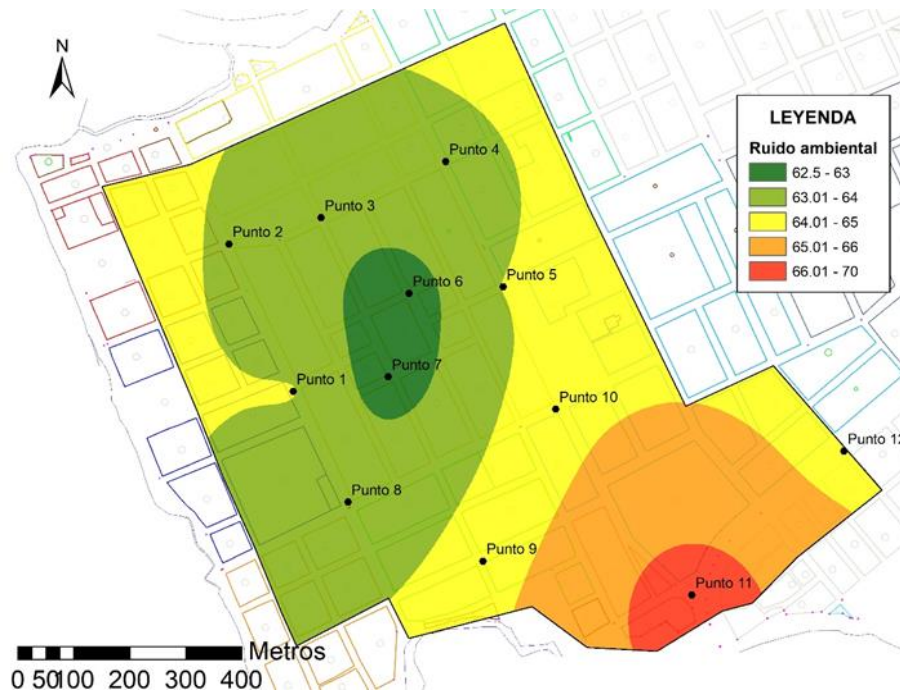 N
LEYENDA
Ruido ambiental
62.5 - 63
63.01 - 64
64.01 - 65
65.01 - 66
66.01 - 70
Punto 4
Punto 3
Punto 2
Punto 5
Punto 6
Punto 7
Punto 1
Punto 10
Punto 12
Punto 8
Punto 9
Punto 11
Metros
0 50 100 200 300 400